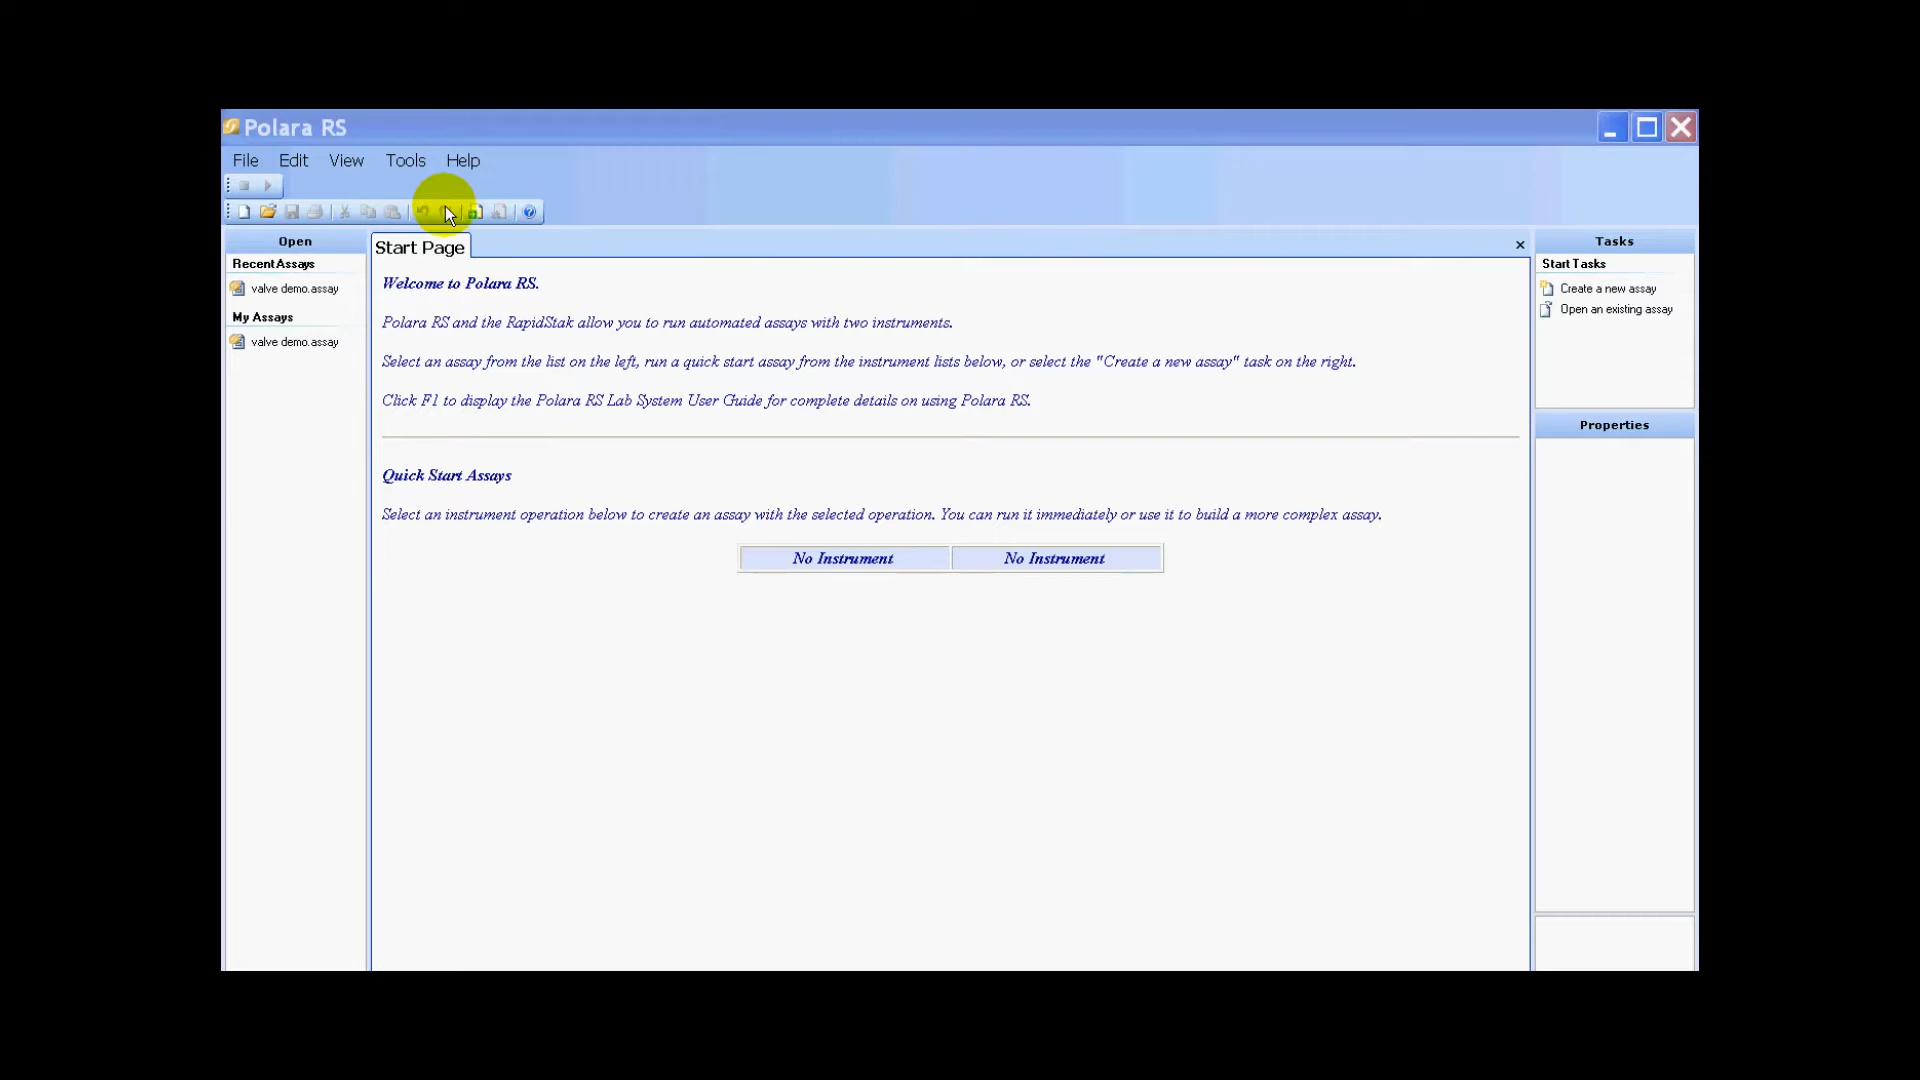 Polara RS
File Edit View Tools Help
Open
Recent Assays
valve demo.assay
My Assays
valve demo.assay
Start Page
Welcome to Polara RS.
Polara RS and the RapidStak allow you to run automated assays with two instruments.
Select an assay from the list on the left, run a quick start assay from the instrument lists below, or select the "Create a new assay" task on the right.
Click F1 to display the Polara RS Lab System User Guide for complete details on using Polara RS.
Quick Start Assays
Select an instrument operation below to create an assay with the selected operation. You can run it immediately or use it to build a more complex assay.
No Instrument No Instrument
Tasks
Start Tasks
Create a new assay
Open an existing assay
Properties